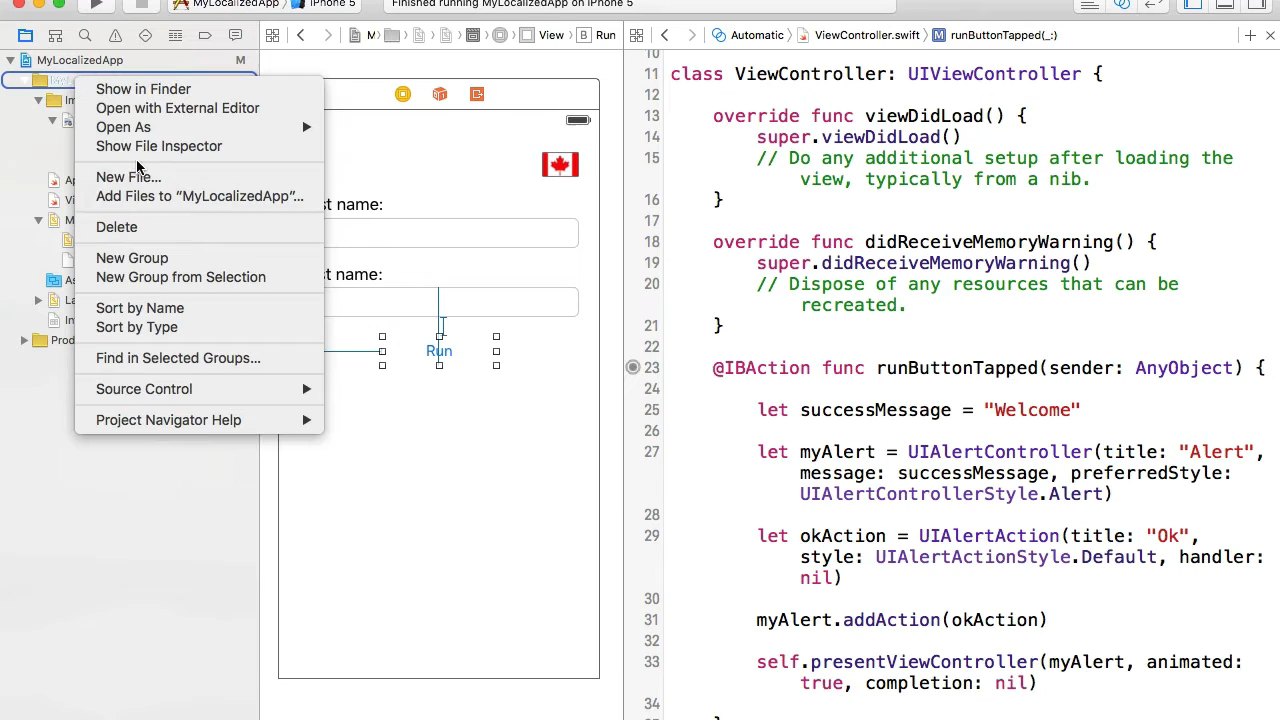 MyLocalizedApp
iPhone 5
Finished running MyLocalizedApp on iPhone 5
M
View
B
Run
Automatic
ViewController.swift
M
runButtonTapped(_:)
MyLocalizedApp
M
Show in Finder
Open with External Editor
Open As
Show File Inspector
New File...
Add Files to “MyLocalizedApp”...
Delete
New Group
New Group from Selection
Sort by Name
Sort by Type
Find in Selected Groups...
Source Control
Project Navigator Help
Im
Ap
Vi
M
As
La
In
Prod
st name:
st name:
Run
10
11 class ViewController: UIViewController {
12
13 override func viewDidLoad() {
14 super.viewDidLoad()
15 // Do any additional setup after loading the
view, typically from a nib.
16 }
17
18 override func didReceiveMemoryWarning() {
19 super.didReceiveMemoryWarning()
20 // Dispose of any resources that can be
recreated.
21 }
22
23 @IBAction func runButtonTapped(sender: AnyObject) {
24
25 let successMessage = "Welcome"
26
27 let myAlert = UIAlertController(title: "Alert",
message: successMessage, preferredStyle:
UIAlertControllerStyle.Alert)
28
29 let okAction = UIAlertAction(title: "Ok",
style: UIAlertActionStyle.Default, handler:
nil)
30
31 myAlert.addAction(okAction)
32
33 self.presentViewController(myAlert, animated:
true, completion: nil)
34